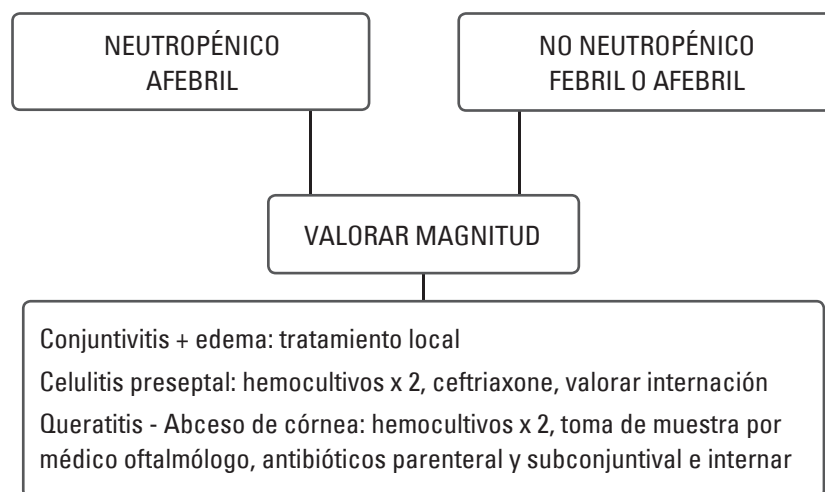 NEUTROPÉNICO
AFEBRIL
NO NEUTROPÉNICO
FEBRIL O AFEBRIL
VALORAR MAGNITUD
Conjuntivitis + edema: tratamiento local
Celulitis preseptal: hemocultivos x 2, ceftriaxone, valorar internación
Queratitis - Abceso de córnea: hemocultivos x 2, toma de muestra por
médico oftalmólogo, antibióticos parenteral y subconjuntival e internar